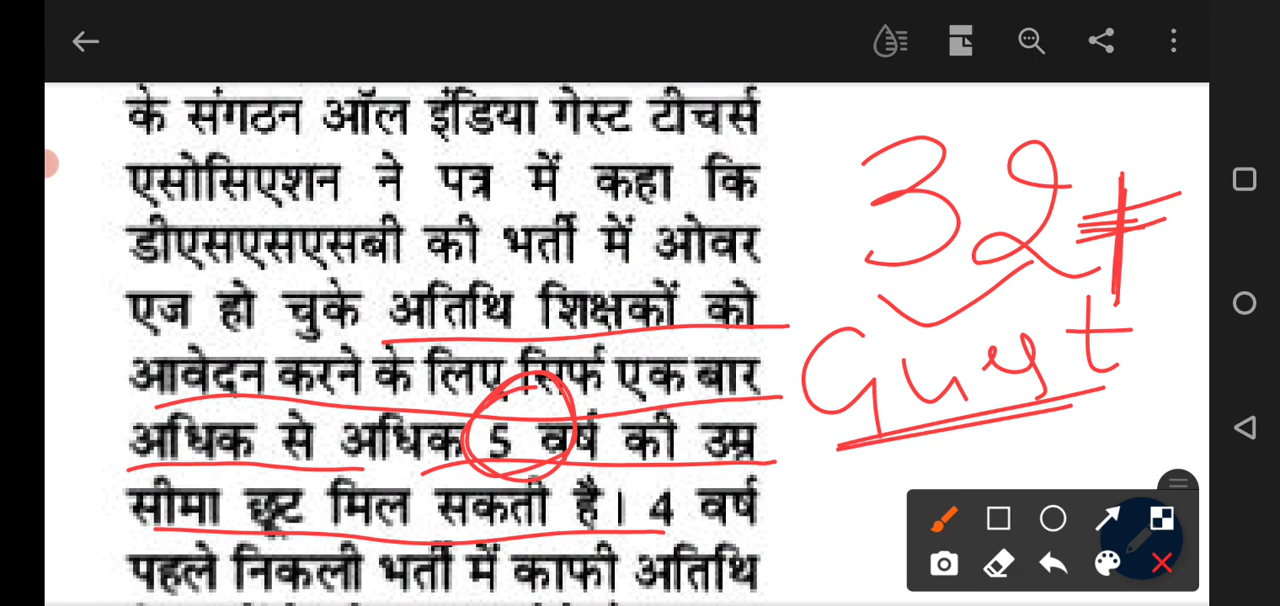 के संगठन ऑल इंडिया गेस्ट टीचर्स
एसोसिएशन ने पत्र में कहा कि
डीएसएसएसबी की भर्ती में ओवर
एज हो चुके अतिथि शिक्षकों को
आवेदन करने के लिए सिर्फ एक बार
अधिक से अधिक 5 वर्ष की उम्र
सीमा छूट मिल सकती है। 4 वर्ष
पहले निकली भर्ती में काफी अतिथि
32+
Guyt